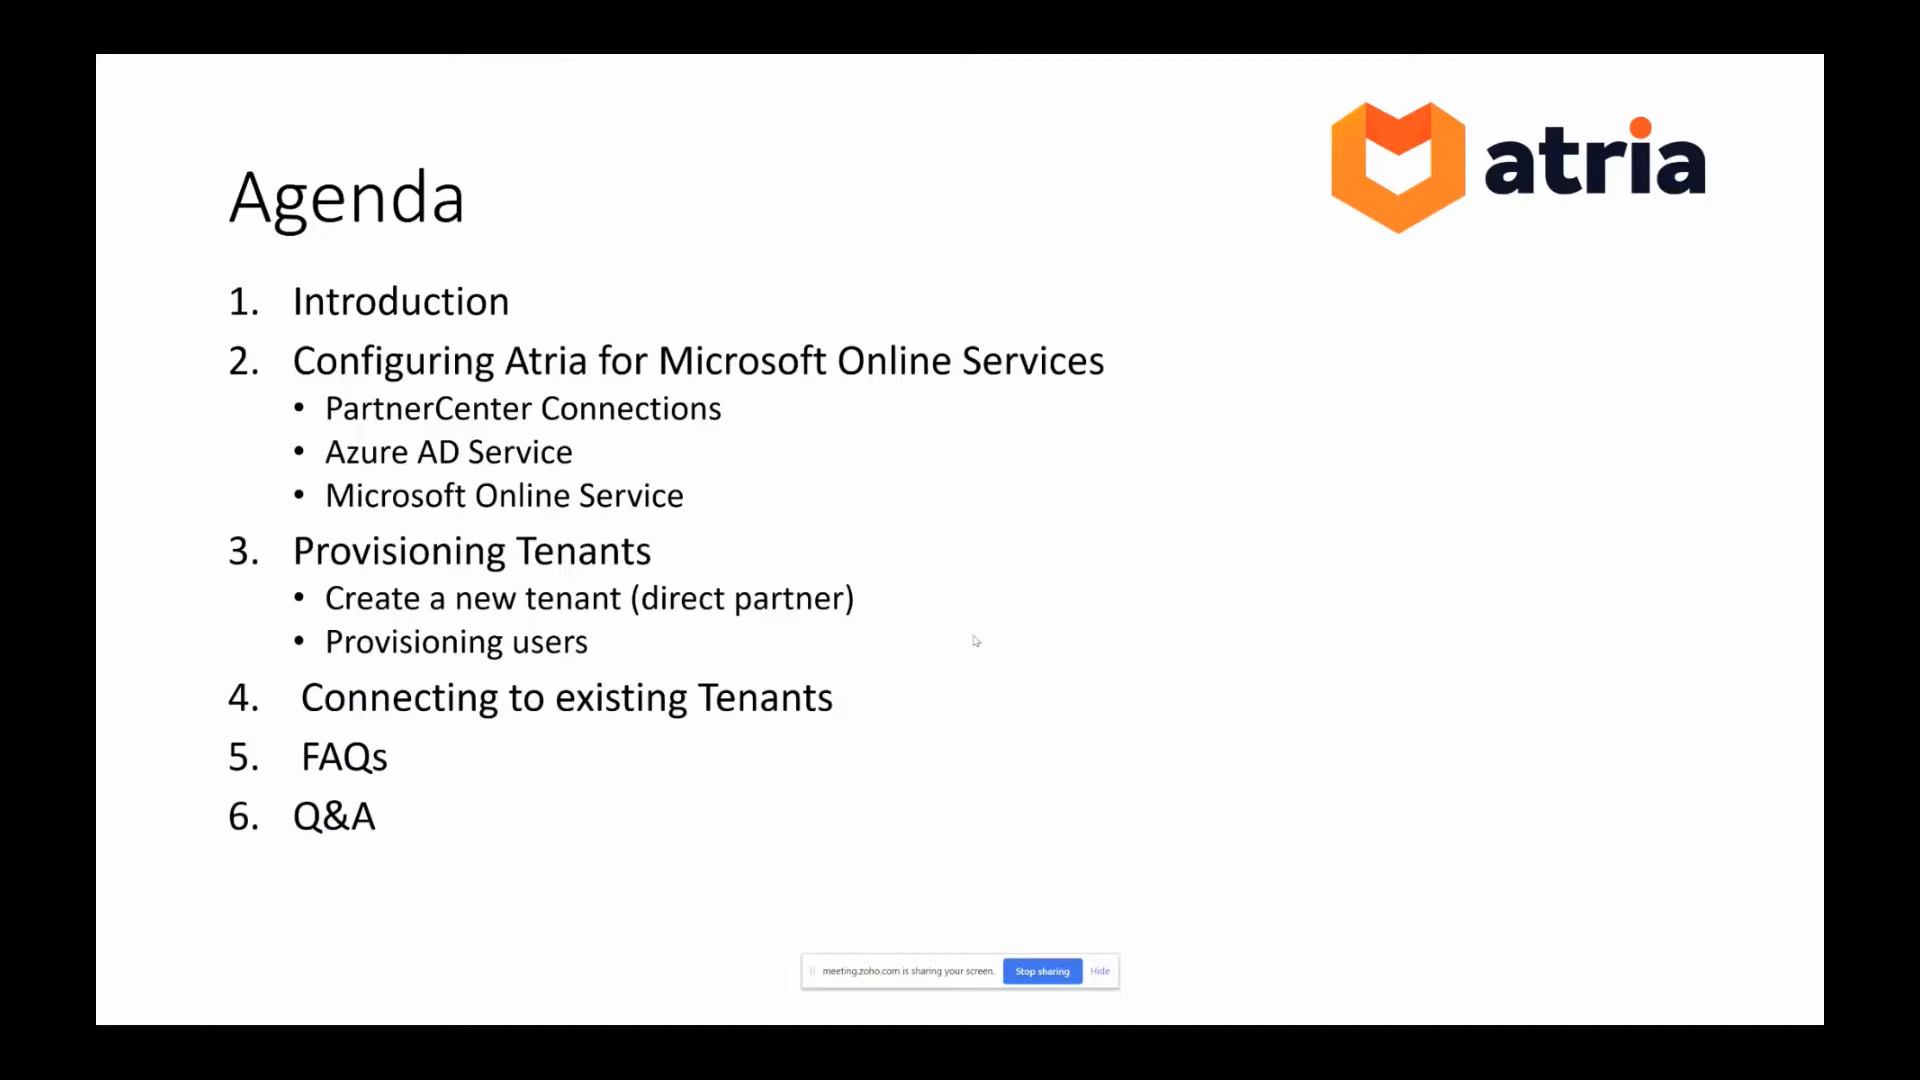 atria
Agenda
1. Introduction
2. Configuring Atria for Microsoft Online Services
• PartnerCenter Connections
• Azure AD Service
• Microsoft Online Service
3. Provisioning Tenants
• Create a new tenant (direct partner)
• Provisioning users
4. Connecting to existing Tenants
5. FAQs
6. Q&A
meeting.zoho.com is sharing your screen. Stop sharing Hide